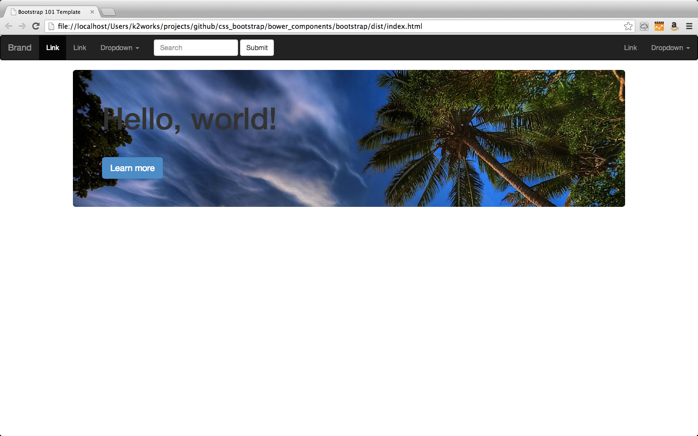 Bootstrap 101 Template
file://localhost/Users/k2works/projects/github/css_bootstrap/bower_components/bootstrap/dist/index.html
Brand Link Link Dropdown Search Submit Link Dropdown
Hello, world!
Learn more